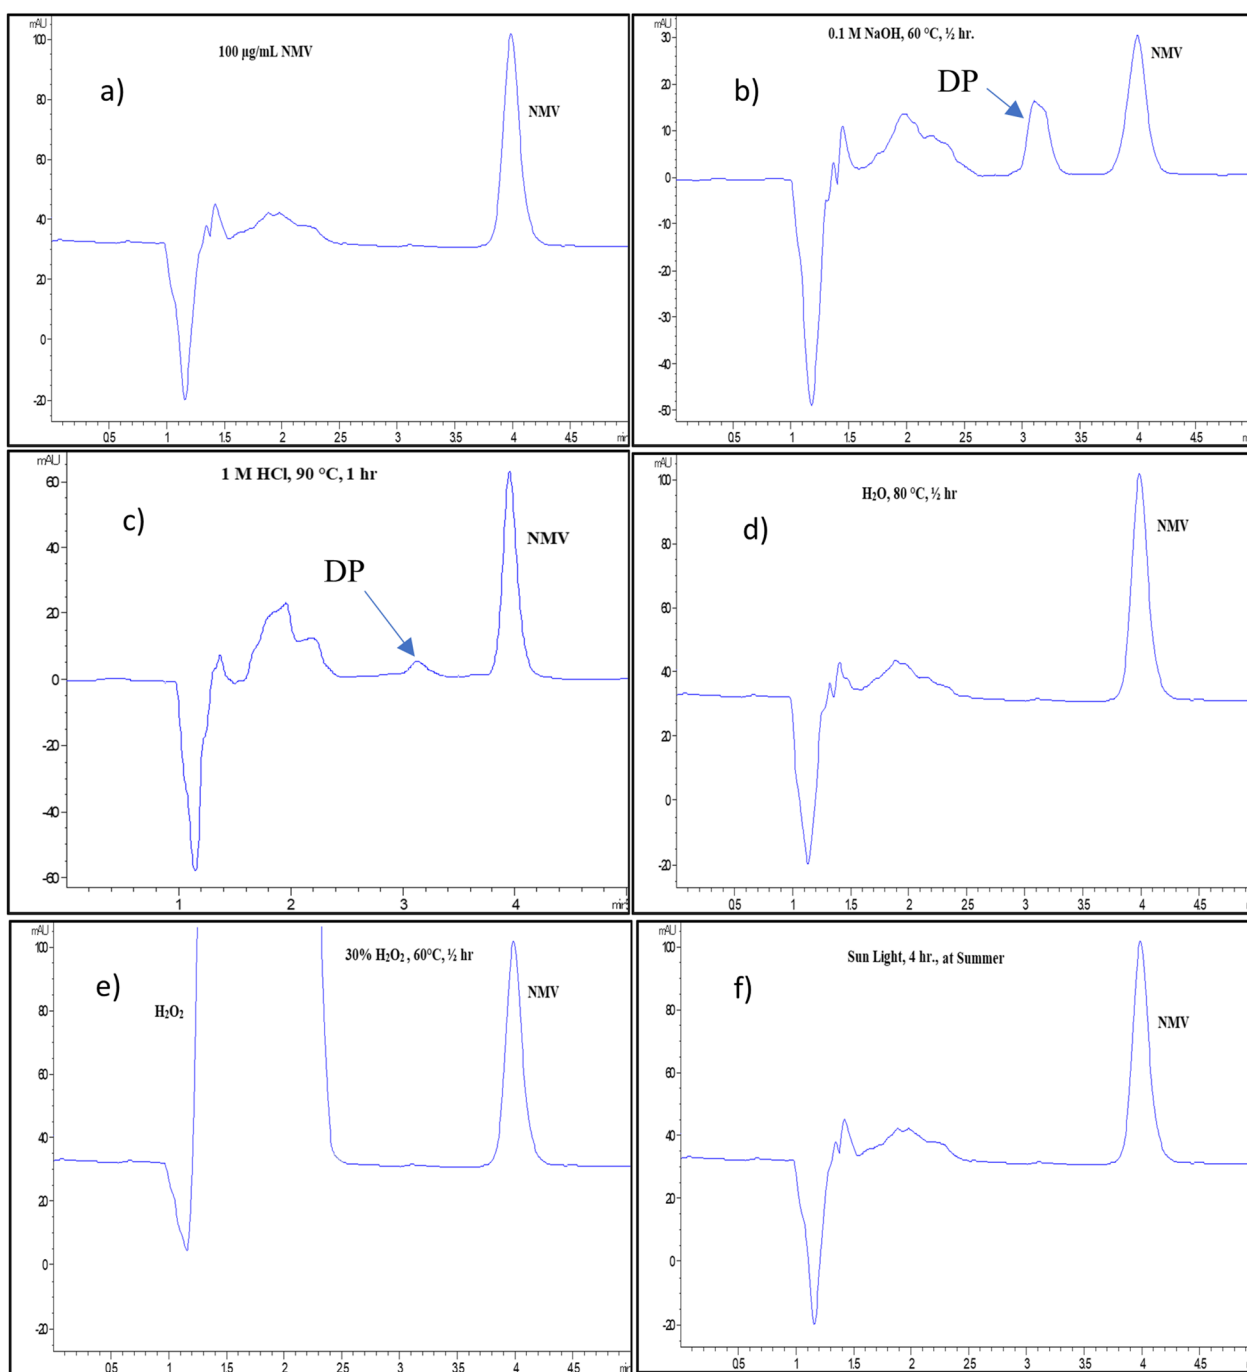 mAU
100 µg/mL NMV
a)
NMV
100
80
60
40
20
0
-20
0.5 1 1.5 2 2.5 3 3.5 4 4.5 min
mAU
0.1 M NaOH, 60 °C, ½ hr.
b)
DP
NMV
30
20
10
0
-10
-20
-30
-40
-50
0.5 1 1.5 2 2.5 3 3.5 4 4.5
mAU
1 M HCl, 90 °C, 1 hr
c)
DP
NMV
60
40
20
0
-20
-40
-60
1 2 3 4 min
mAU
H₂O, 80 °C, ½ hr
d)
NMV
100
80
60
40
20
0
-20
0.5 1 1.5 2 2.5 3 3.5 4 4.5
mAU
30% H₂O₂ , 60°C, ½ hr
e)
H₂O₂
NMV
100
80
60
40
20
0
-20
0.5 1 1.5 2 2.5 3 3.5 4 4.5 min
mAU
Sun Light, 4 hr., at Summer
f)
NMV
100
80
60
40
20
0
-20
0.5 1 1.5 2 2.5 3 3.5 4 4.5